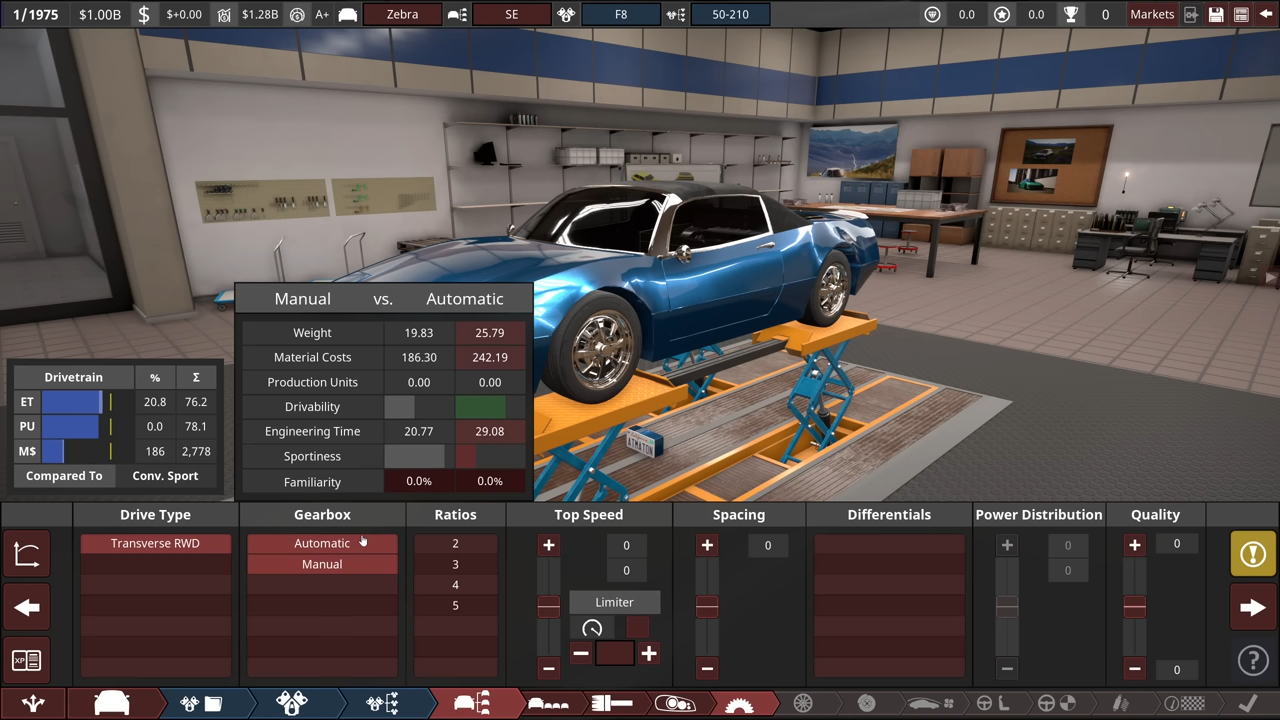 1/1975 $1.00B $ $+0.00 $1.28B A+ Zebra SE F8 50-210 0.0 0.0 0 Markets
Manual vs. Automatic
Weight 19.83 25.79
Material Costs 186.30 242.19
Production Units 0.00 0.00
Drivability
Engineering Time 20.77 29.08
Sportiness
Familiarity 0.0% 0.0%
Drivetrain % Σ
ET 20.8 76.2
PU 0.0 78.1
M$ 186 2,778
Compared To Conv. Sport
ATMATON
Drive Type Gearbox Ratios Top Speed Spacing Differentials Power Distribution Quality
Transverse RWD Automatic 2 + 0 + 0 + 0 + 0
Manual 3 0 0
4
5 Limiter
− +
− − − − 0
XP ?